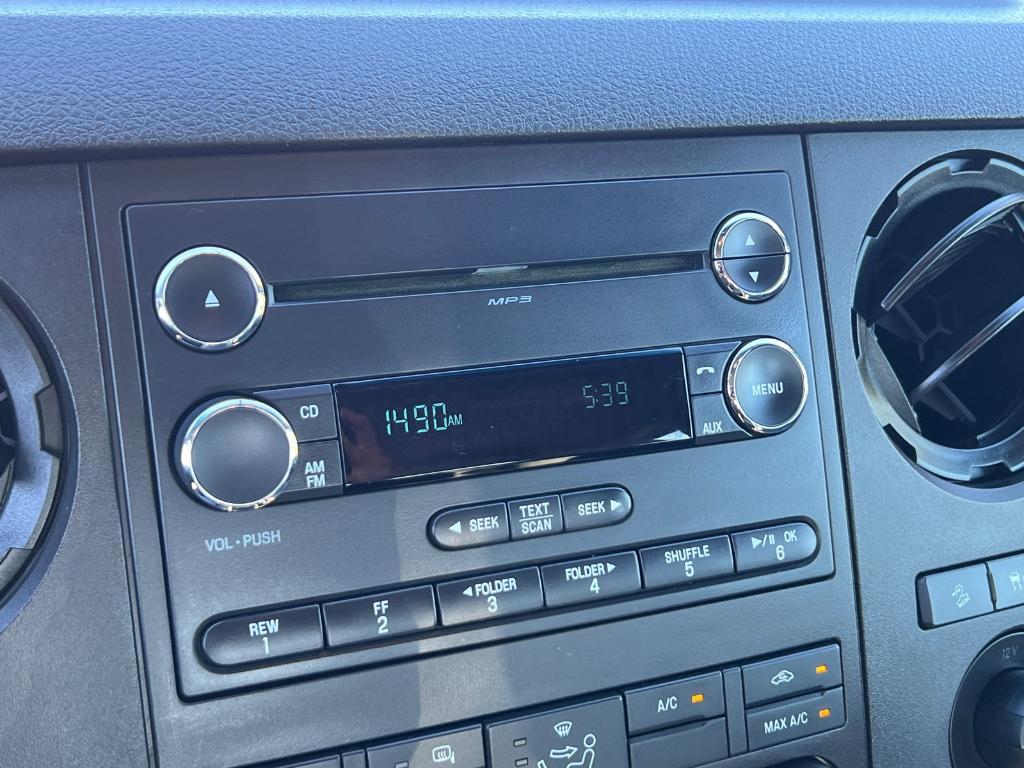 MP3
MENU
CD
1490AM
5:39
AUX
AM
FM
VOL • PUSH
SEEK
TEXT
SCAN
SEEK
REW
1
FF
2
FOLDER
3
FOLDER
4
SHUFFLE
5
OK
6
12V
A/C
MAX A/C